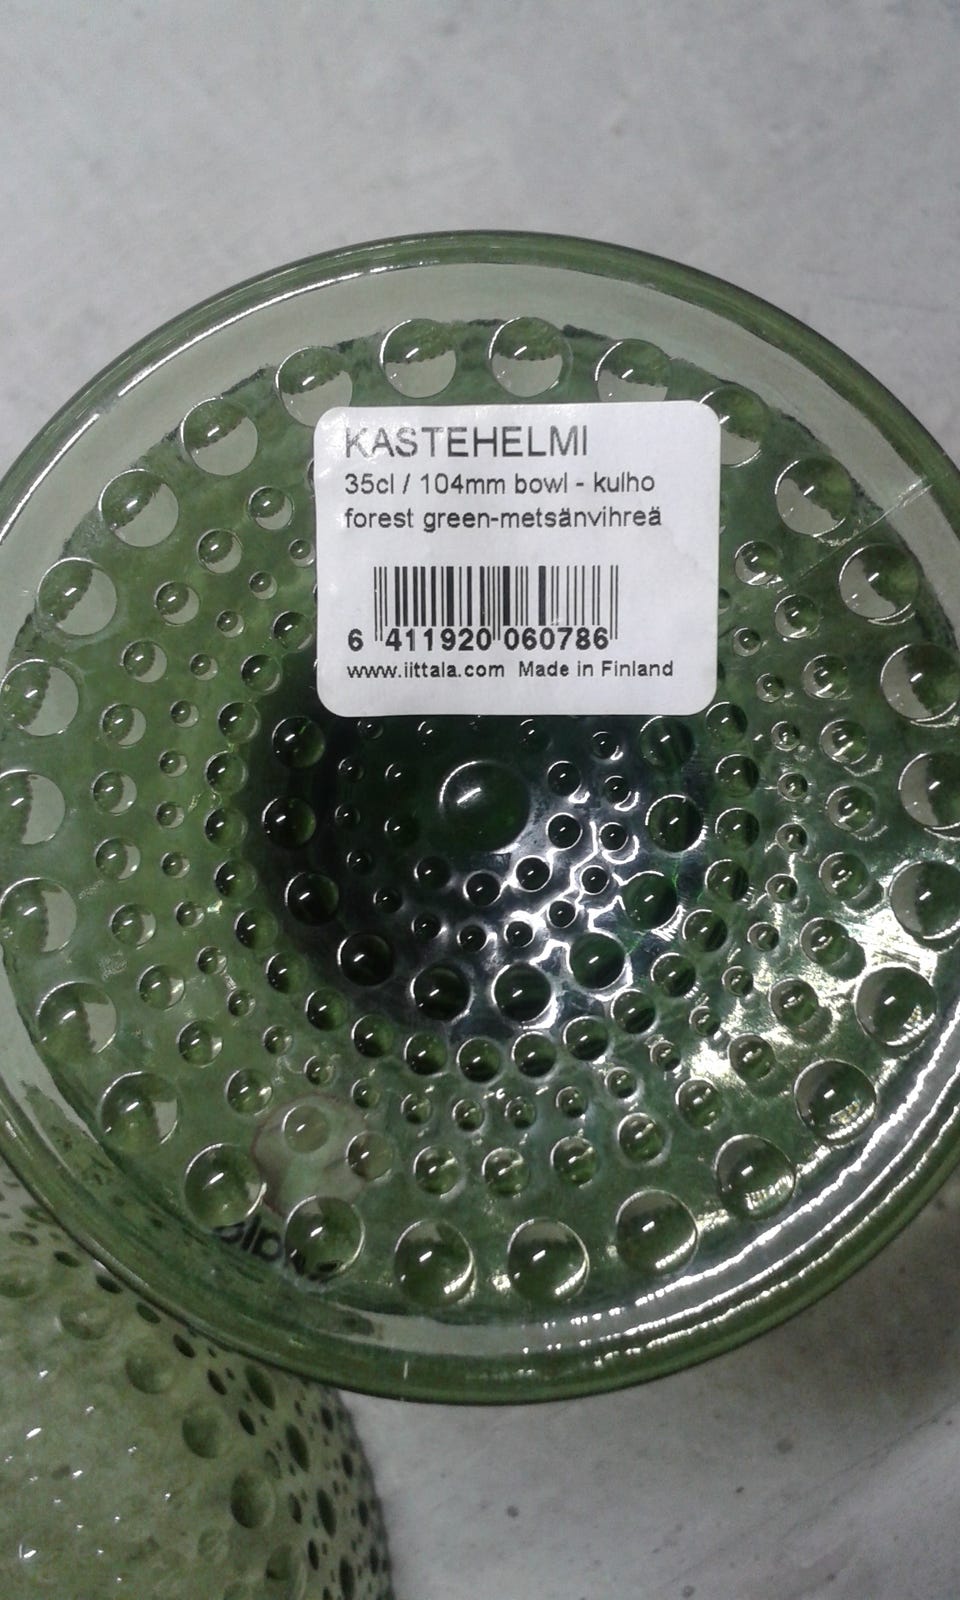 KASTEHELMI
35cl / 104mm bowl - kulho
forest green-metsänvihreä
6 411920 060786
www.iittala.com Made in Finland